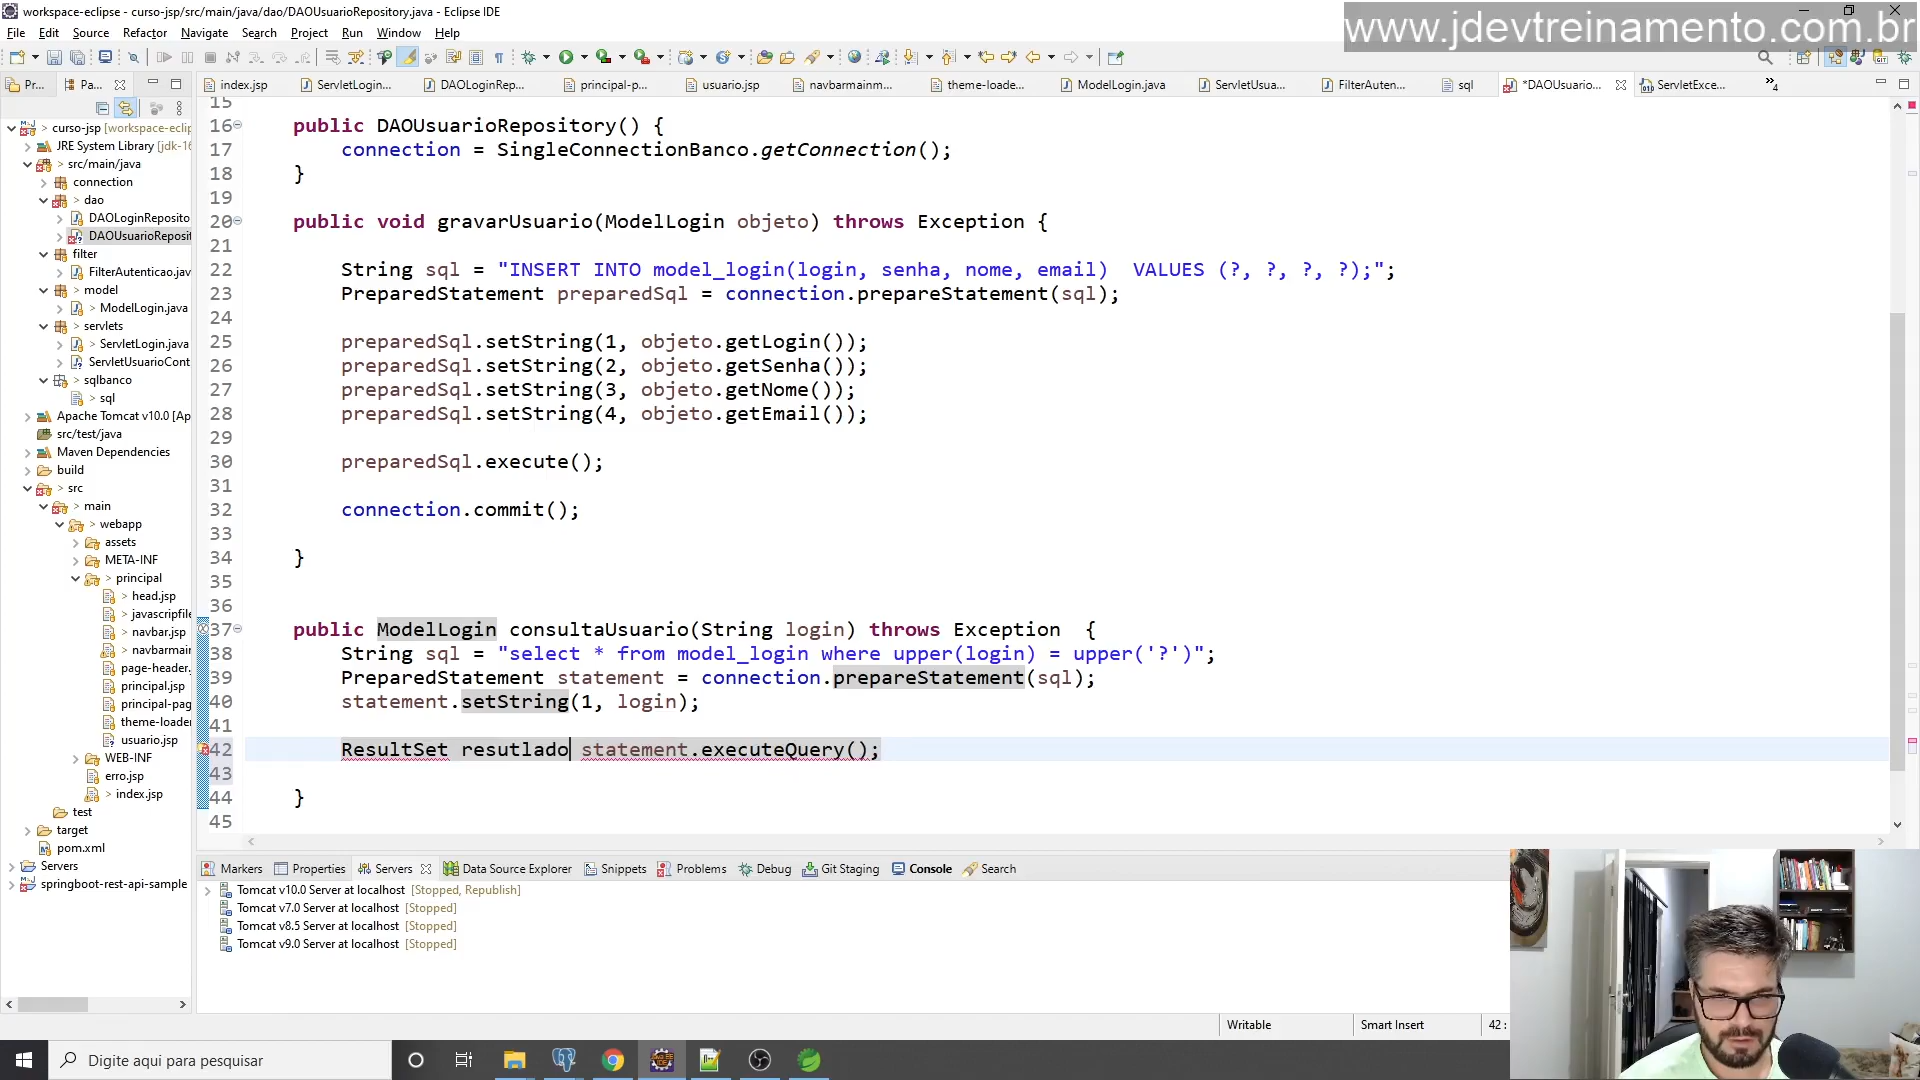 workspace-eclipse - curso-jsp/src/main/java/dao/DAOUsuarioRepository.java - Eclipse IDE
www.jdevtreinamento.com.br
File Edit Source Refactor Navigate Search Project Run Window Help
Pr... Pa...
index.jsp ServletLogin... DAOLoginRep... principal-p... usuario.jsp navbarmainm... theme-loade... ModelLogin.java ServletUsua... FilterAuten... sql *DAOUsuario... ServletExce... »4
curso-jsp [workspace-eclip
JRE System Library [jdk-16
src/main/java
connection
dao
DAOLoginReposito
DAOUsuarioReposit
filter
FilterAutenticao.jav
model
ModelLogin.java
servlets
ServletLogin.java
ServletUsuarioCont
sqlbanco
sql
Apache Tomcat v10.0 [Ap
src/test/java
Maven Dependencies
build
src
main
webapp
assets
META-INF
principal
head.jsp
javascripfile
navbar.jsp
navbarmain
page-header.
principal.jsp
principal-pag
theme-loader
usuario.jsp
WEB-INF
erro.jsp
index.jsp
test
target
pom.xml
Servers
springboot-rest-api-sample
15
16 public DAOUsuarioRepository() {
17 connection = SingleConnectionBanco.getConnection();
18 }
19
20 public void gravarUsuario(ModelLogin objeto) throws Exception {
21
22 String sql = "INSERT INTO model_login(login, senha, nome, email)  VALUES (?, ?, ?, ?);";
23 PreparedStatement preparedSql = connection.prepareStatement(sql);
24
25 preparedSql.setString(1, objeto.getLogin());
26 preparedSql.setString(2, objeto.getSenha());
27 preparedSql.setString(3, objeto.getNome());
28 preparedSql.setString(4, objeto.getEmail());
29
30 preparedSql.execute();
31
32 connection.commit();
33
34 }
35
36
37 public ModelLogin consultaUsuario(String login) throws Exception  {
38 String sql = "select * from model_login where upper(login) = upper('?')";
39 PreparedStatement statement = connection.prepareStatement(sql);
40 statement.setString(1, login);
41
42 ResultSet resutlado statement.executeQuery();
43
44 }
45
Markers Properties Servers Data Source Explorer Snippets Problems Debug Git Staging Console Search
Tomcat v10.0 Server at localhost [Stopped, Republish]
Tomcat v7.0 Server at localhost [Stopped]
Tomcat v8.5 Server at localhost [Stopped]
Tomcat v9.0 Server at localhost [Stopped]
Writable Smart Insert 42 :
Digite aqui para pesquisar